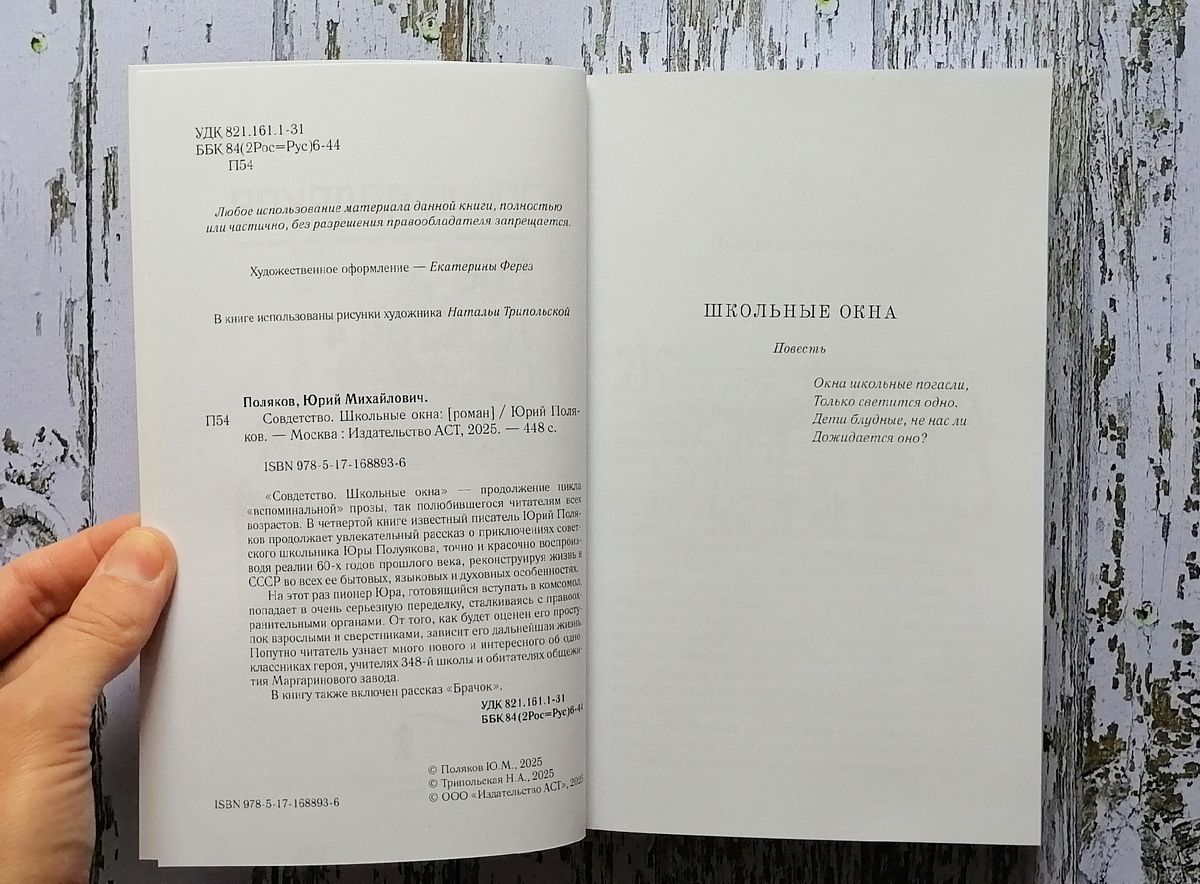 УДК 821.161.1-31
ББК 84(2Рос=Рус)6-44
П54
Любое использование материала данной книги, полностью
или частично, без разрешения правообладателя запрещается.
Художественное оформление — Екатерины Ферез
В книге использованы рисунки художника Натальи Трипольской
Поляков, Юрий Михайлович.
П54 Совдетство. Школьные окна: [роман] / Юрий Поля-
ков. — Москва : Издательство АСТ, 2025. — 448 с.
ISBN 978-5-17-168893-6
«Совдетство. Школьные окна» — продолжение цикла
«вспоминальной» прозы, так полюбившегося читателям всех
возрастов. В четвертой книге известный писатель Юрий Поля-
ков продолжает увлекательный рассказ о приключениях совет-
ского школьника Юры Полуякова, точно и красочно воспроиз-
водя реалии 60-х годов прошлого века, реконструируя жизнь в
СССР во всех ее бытовых, языковых и духовных особенностях.
На этот раз пионер Юра, готовящийся вступать в комсомол,
попадает в очень серьезную переделку, сталкиваясь с правоох-
ранительными органами. От того, как будет оценен его просту-
пок взрослыми и сверстниками, зависит его дальнейшая жизнь.
Попутно читатель узнает много нового и интересного об одно-
классниках героя, учителях 348-й школы и обитателях общежи-
тия Маргаринового завода.
В книгу также включен рассказ «Брачок».
УДК 821.161.1-31
ББК 84(2Рос=Рус)6-44
© Поляков Ю.М., 2025
© Трипольская Н.А., 2025
© ООО «Издательство АСТ», 2025
ISBN 978-5-17-168893-6
ШКОЛЬНЫЕ ОКНА
Повесть
Окна школьные погасли,
Только светится одно.
Дети блудные, не нас ли
Дожидается оно?